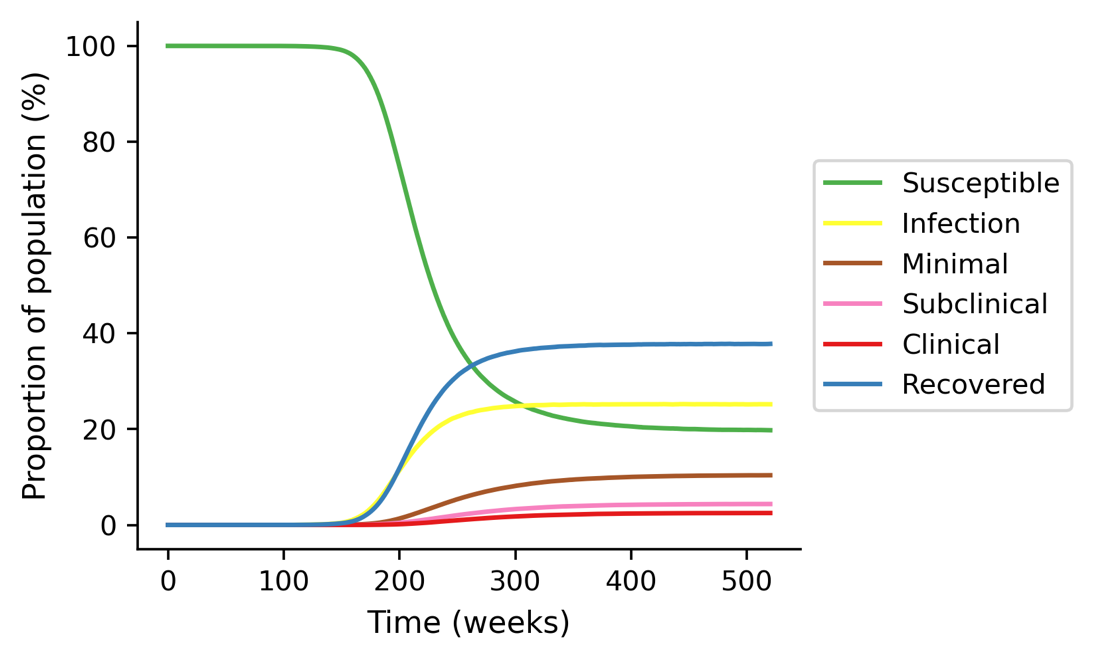 Proportion of population (%)
100
80
60
40
20
0
0 100 200 300 400 500
Time (weeks)
Susceptible
Infection
Minimal
Subclinical
Clinical
Recovered